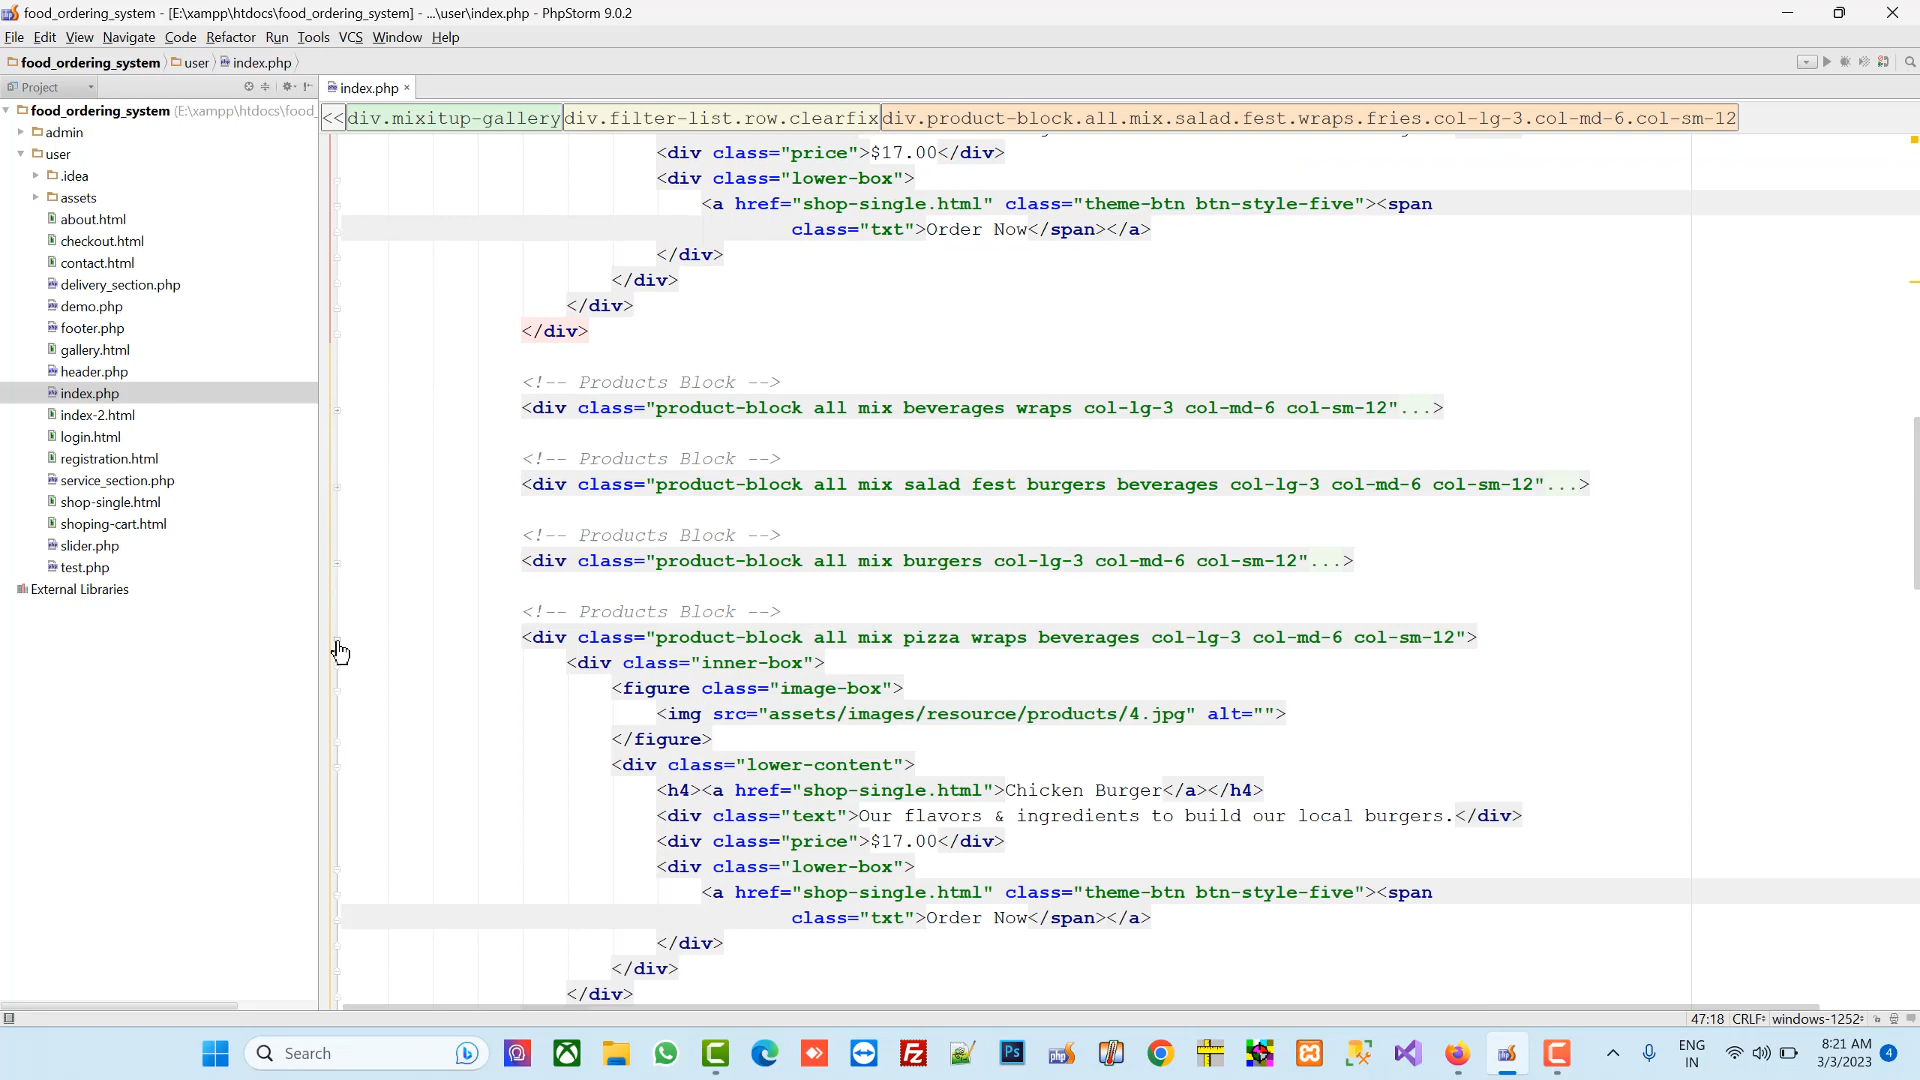 food_ordering_system - [E:\xampp\htdocs\food_ordering_system] - ...\user\index.php - PhpStorm 9.0.2
File Edit View Navigate Code Refactor Run Tools VCS Window Help
food_ordering_system user index.php
Project
index.php
food_ordering_system (E:\xampp\htdocs\food_
admin
user
.idea
assets
about.html
checkout.html
contact.html
delivery_section.php
demo.php
footer.php
gallery.html
header.php
index.php
index-2.html
login.html
registration.html
service_section.php
shop-single.html
shoping-cart.html
slider.php
test.php
External Libraries
<< div.mixitup-gallery div.filter-list.row.clearfix div.product-block.all.mix.salad.fest.wraps.fries.col-lg-3.col-md-6.col-sm-12
<div class="price">$17.00</div>
<div class="lower-box">
<a href="shop-single.html" class="theme-btn btn-style-five"><span
class="txt">Order Now</span></a>
</div>
</div>
</div>
</div>
<!-- Products Block -->
<div class="product-block all mix beverages wraps col-lg-3 col-md-6 col-sm-12"...>
<!-- Products Block -->
<div class="product-block all mix salad fest burgers beverages col-lg-3 col-md-6 col-sm-12"...>
<!-- Products Block -->
<div class="product-block all mix burgers col-lg-3 col-md-6 col-sm-12"...>
<!-- Products Block -->
<div class="product-block all mix pizza wraps beverages col-lg-3 col-md-6 col-sm-12">
<div class="inner-box">
<figure class="image-box">
<img src="assets/images/resource/products/4.jpg" alt="">
</figure>
<div class="lower-content">
<h4><a href="shop-single.html">Chicken Burger</a></h4>
<div class="text">Our flavors & ingredients to build our local burgers.</div>
<div class="price">$17.00</div>
<div class="lower-box">
<a href="shop-single.html" class="theme-btn btn-style-five"><span
class="txt">Order Now</span></a>
</div>
</div>
</div>
47:18 CRLF÷ windows-1252÷
Search
ENG
IN
8:21 AM
3/3/2023
4